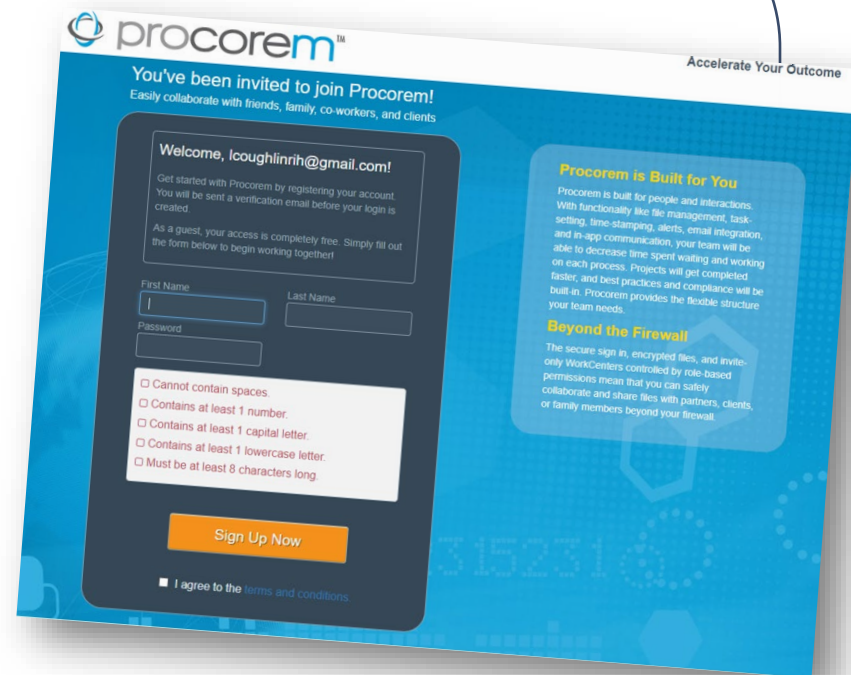 procorem™
Accelerate Your Outcome
You've been invited to join Procorem!
Easily collaborate with friends, family, co-workers, and clients
Welcome, lcoughlinrih@gmail.com!
Get started with Procorem by registering your account.
You will be sent a verification email before your login is
created.
As a guest, your access is completely free. Simply fill out
the form below to begin working together!
First Name
Last Name
Password
Cannot contain spaces.
Contains at least 1 number.
Contains at least 1 capital letter.
Contains at least 1 lowercase letter.
Must be at least 8 characters long.
Sign Up Now
I agree to the terms and conditions
Procorem is Built for You
Procorem is built for people and interactions.
With functionality like file management, task-
setting, time-stamping, alerts, email integration,
and in-app communication, your team will be
able to decrease time spent waiting and working
on each process. Projects will get completed
faster, and best practices and compliance will be
built-in. Procorem provides the flexible structure
your team needs.
Beyond the Firewall
The secure sign in, encrypted files, and invite-
only WorkCenters controlled by role-based
permissions mean that you can safely
collaborate and share files with partners, clients,
or family members beyond your firewall.
.3152310